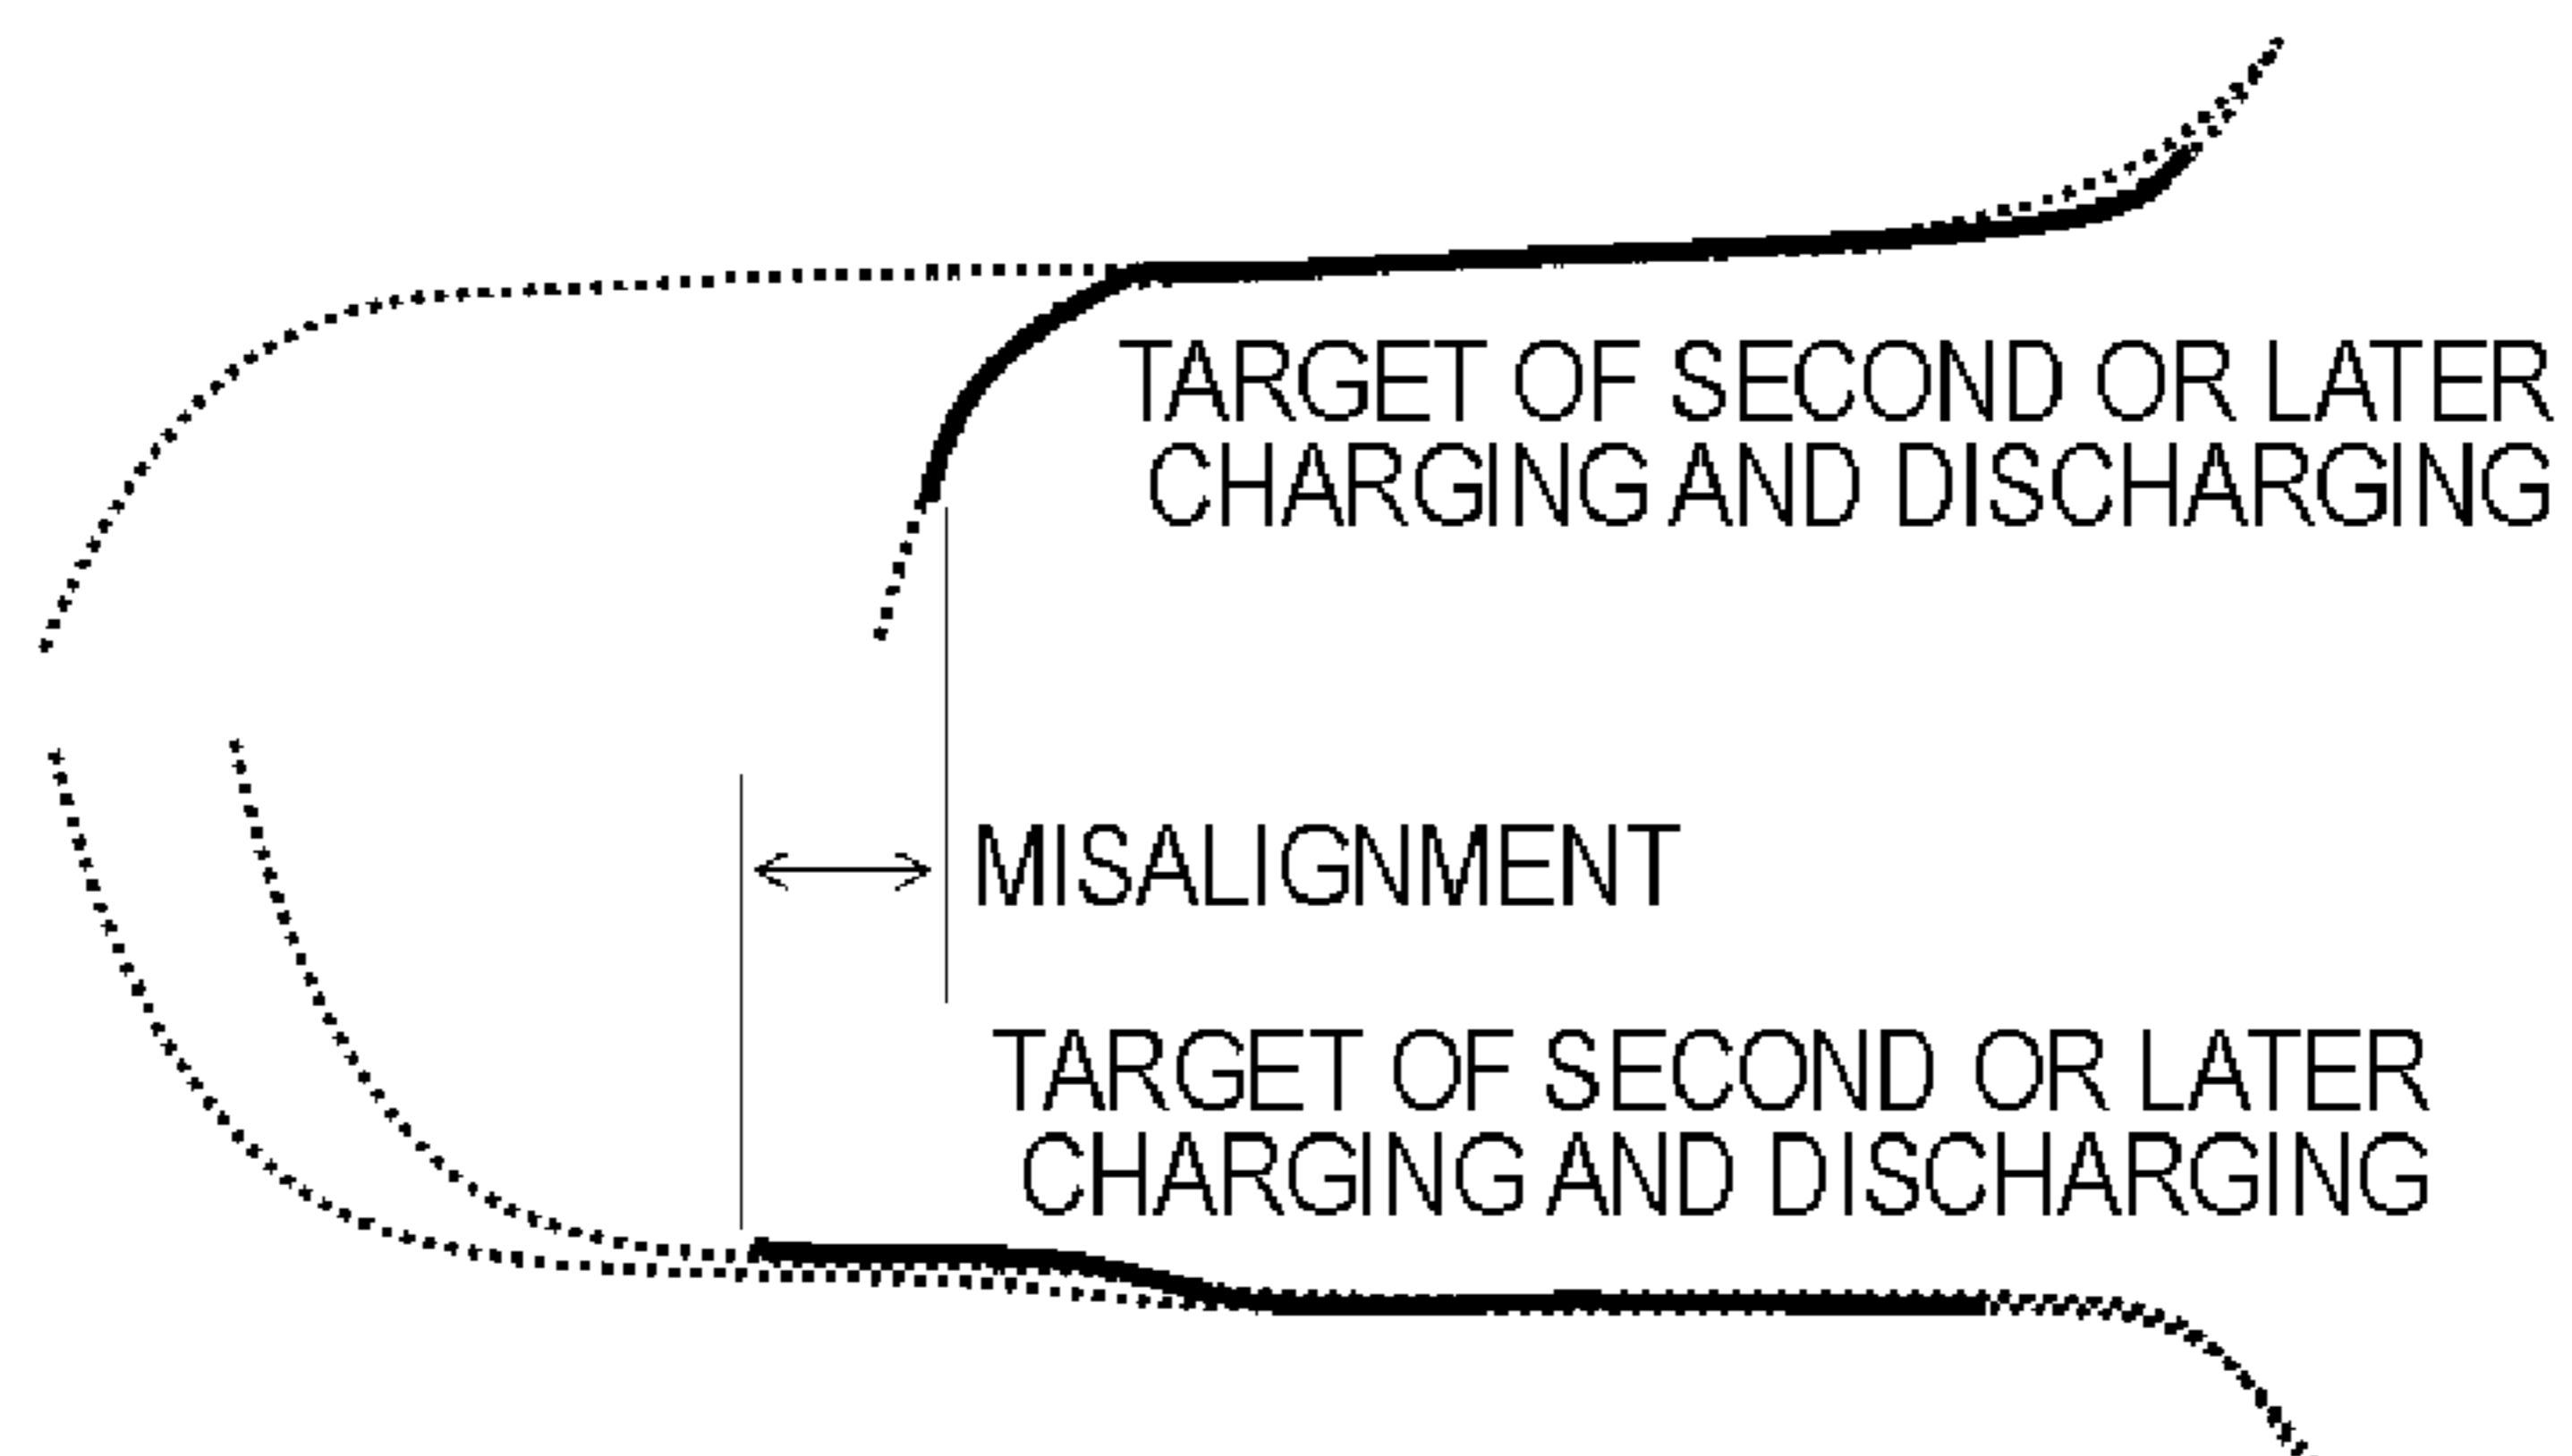 TARGET OF SECOND OR LATER
CHARGING AND DISCHARGING
MISALIGNMENT
TARGET OF SECOND OR LATER
CHARGING AND DISCHARGING